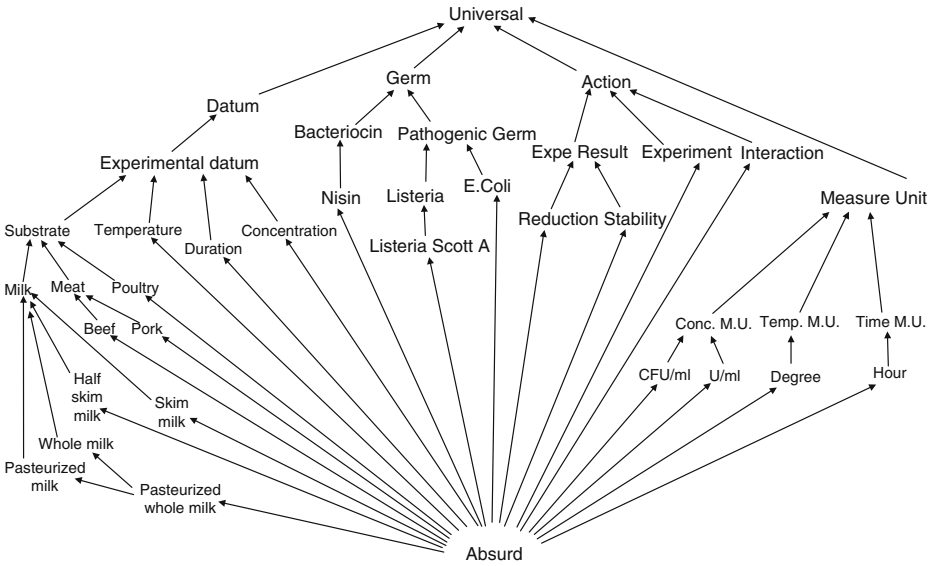 Universal
Germ
Action
Datum
Bacteriocin
Pathogenic Germ
Expe Result
Experiment
Interaction
Experimental datum
Nisin
Listeria
E.Coli
Measure Unit
Substrate
Temperature
Duration
Concentration
Listeria Scott A
Reduction
Stability
Milk
Meat
Poultry
Beef
Pork
Conc. M.U.
Temp. M.U.
Time M.U.
CFU/ml
U/ml
Degree
Hour
Half
skim
milk
Skim
milk
Whole milk
Pasteurized
milk
Pasteurized
whole milk
Absurd